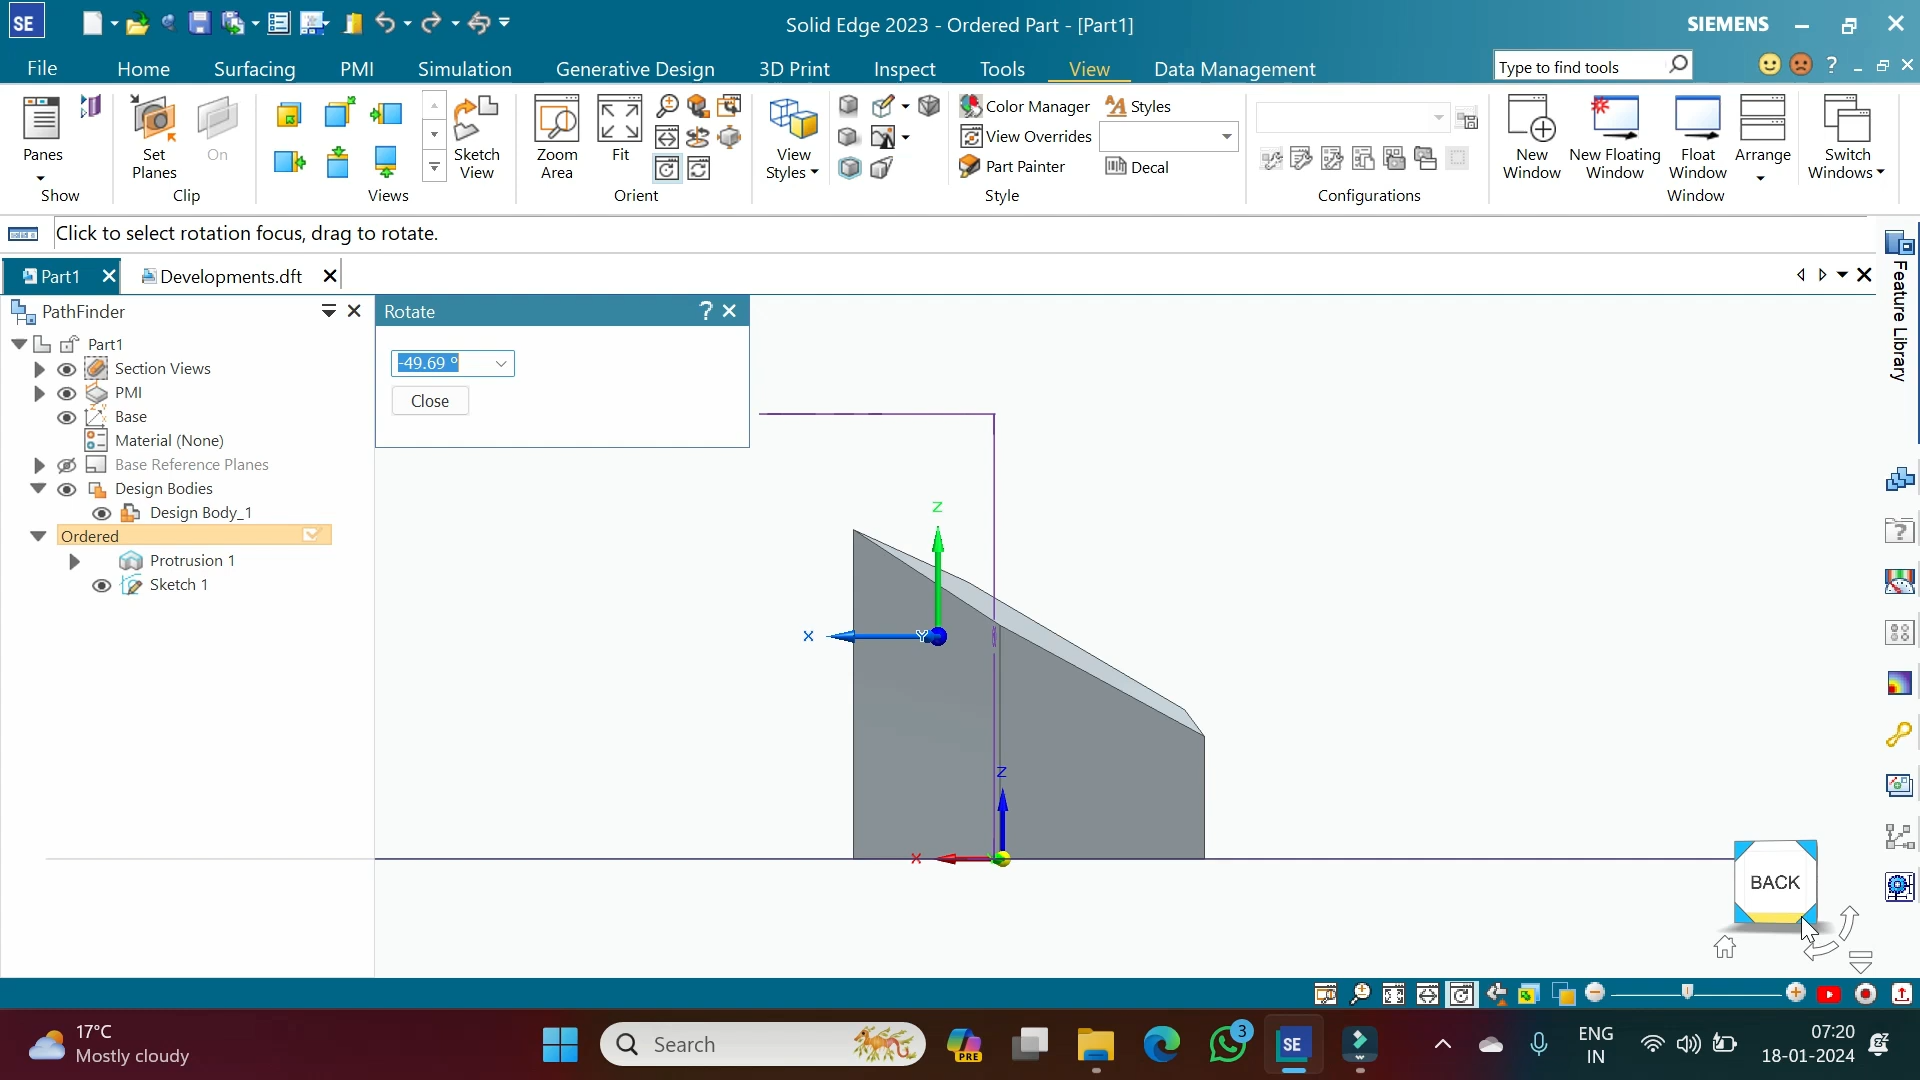 SE
Solid Edge 2023 - Ordered Part - [Part1]
SIEMENS
File
Home
Surfacing
PMI
Simulation
Generative Design
3D Print
Inspect
Tools
View
Data Management
Type to find tools
?
Panes
Set
Planes
On
Sketch
View
Zoom
Area
Fit
View
Styles
Color Manager
Styles
View Overrides
Part Painter
Decal
New
Window
New Floating
Window
Float
Window
Arrange
Switch
Windows
Show
Clip
Views
Orient
Style
Configurations
Window
Click to select rotation focus, drag to rotate.
Part1
Developments.dft
Feature Library
PathFinder
Part1
Section Views
PMI
Base
Material (None)
Base Reference Planes
Design Bodies
Design Body_1
Ordered
Protrusion 1
Sketch 1
Rotate
?
-49.69 °
Close
Z
X
Y
Z
X
BACK
17°C
Mostly cloudy
Search
PRE
3
SE
ENG
IN
07:20
18-01-2024